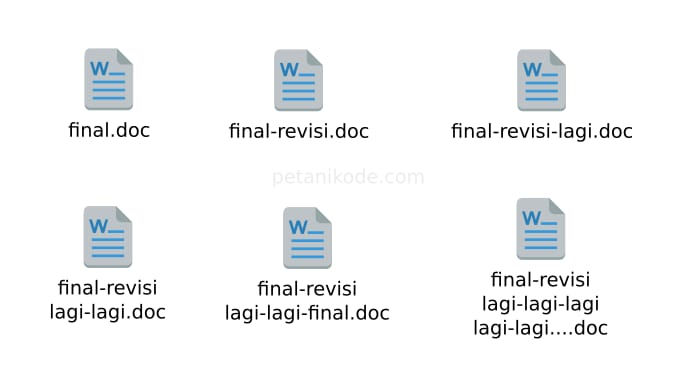 final.doc
final-revisi.doc
final-revisi-lagi.doc
petanikode.com
final-revisi
lagi-lagi.doc
final-revisi
lagi-lagi-final.doc
final-revisi
lagi-lagi-lagi
lagi-lagi....doc